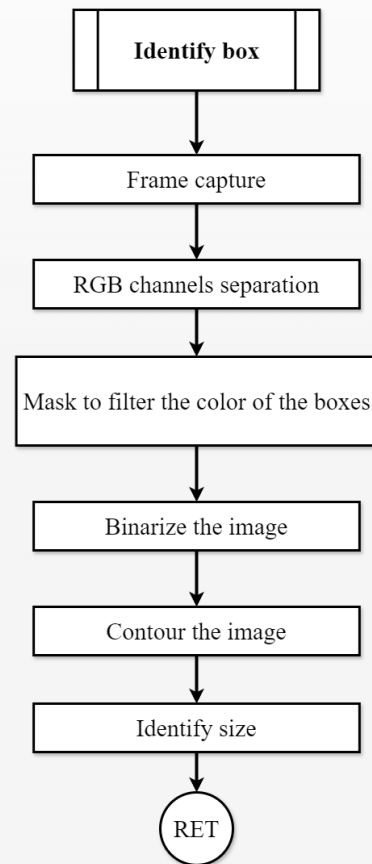 Identify box
Frame capture
RGB channels separation
Mask to filter the color of the boxes
Binarize the image
Contour the image
Identify size
RET